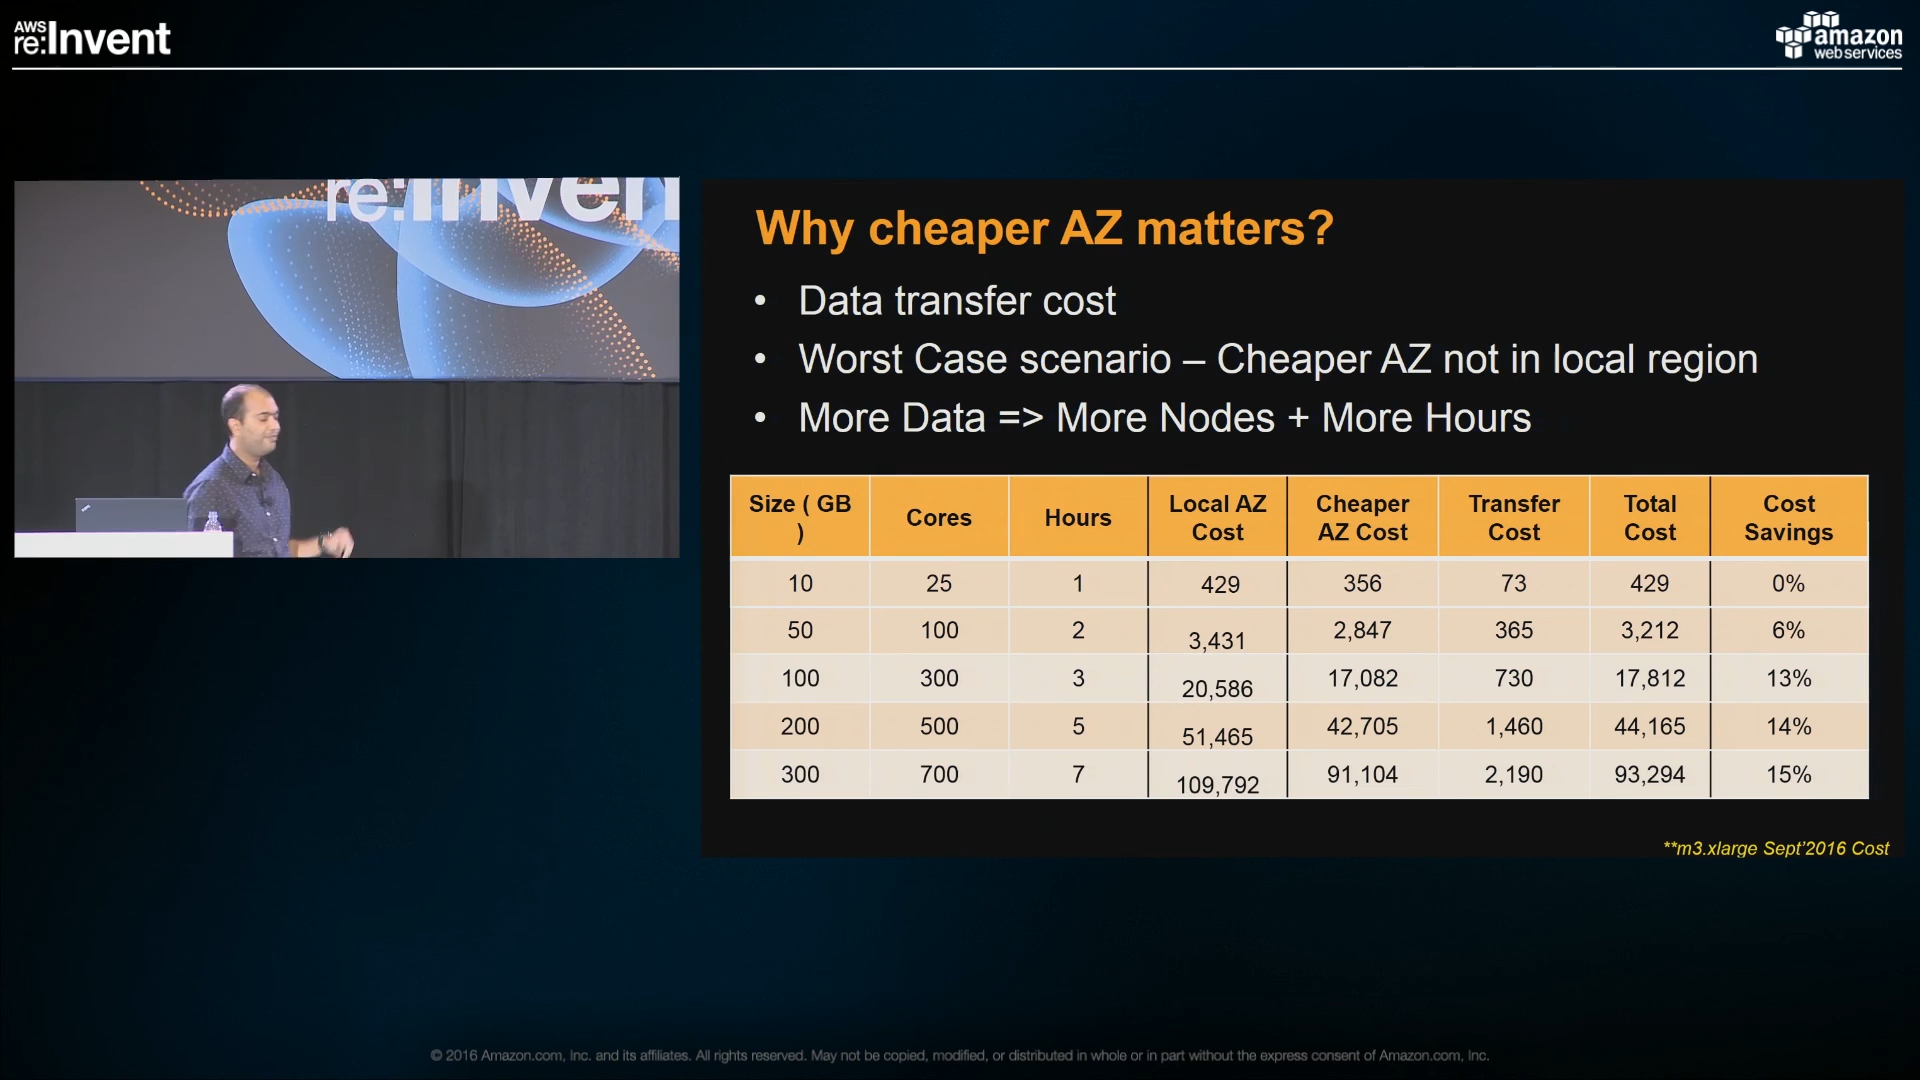 AWS
re:Invent
amazon
web services
re:Inven
Why cheaper AZ matters?
• Data transfer cost
• Worst Case scenario – Cheaper AZ not in local region
• More Data => More Nodes + More Hours
Size ( GB ) Cores Hours Local AZ Cost Cheaper AZ Cost Transfer Cost Total Cost Cost Savings
10 25 1 429 356 73 429 0%
50 100 2 3,431 2,847 365 3,212 6%
100 300 3 20,586 17,082 730 17,812 13%
200 500 5 51,465 42,705 1,460 44,165 14%
300 700 7 109,792 91,104 2,190 93,294 15%
**m3.xlarge Sept'2016 Cost
© 2016 Amazon.com, Inc. and its affiliates. All rights reserved. May not be copied, modified, or distributed in whole or in part without the express consent of Amazon.com, Inc.